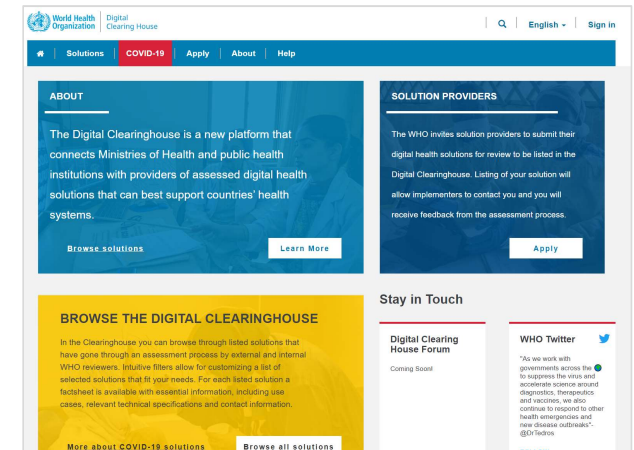 World Health
Organization
Digital
Clearing House
English
Sign in
Solutions
COVID-19
Apply
About
Help
ABOUT
The Digital Clearinghouse is a new platform that
connects Ministries of Health and public health
institutions with providers of assessed digital health
solutions that can best support countries' health
systems.
Browse solutions
Learn More
SOLUTION PROVIDERS
The WHO invites solution providers to submit their
digital health solutions for review to be listed in the
Digital Clearinghouse. Listing of your solution will
allow implementers to contact you and you will
receive feedback from the assessment process.
Apply
BROWSE THE DIGITAL CLEARINGHOUSE
In the Clearinghouse you can browse through listed solutions that
have gone through an assessment process by external and internal
WHO reviewers. Intuitive filters allow for customizing a list of
selected solutions that fit your needs. For each listed solution a
factsheet is available with essential information, including use
cases, relevant technical specifications and contact information.
More about COVID-19 solutions
Browse all solutions
Stay in Touch
Digital Clearing
House Forum
Coming Soon!
WHO Twitter
"As we work with
governments across the
to suppress the virus and
accelerate science around
diagnostics, therapeutics
and vaccines, we also
continue to respond to other
health emergencies and
new disease outbreaks"-
@DrTedros